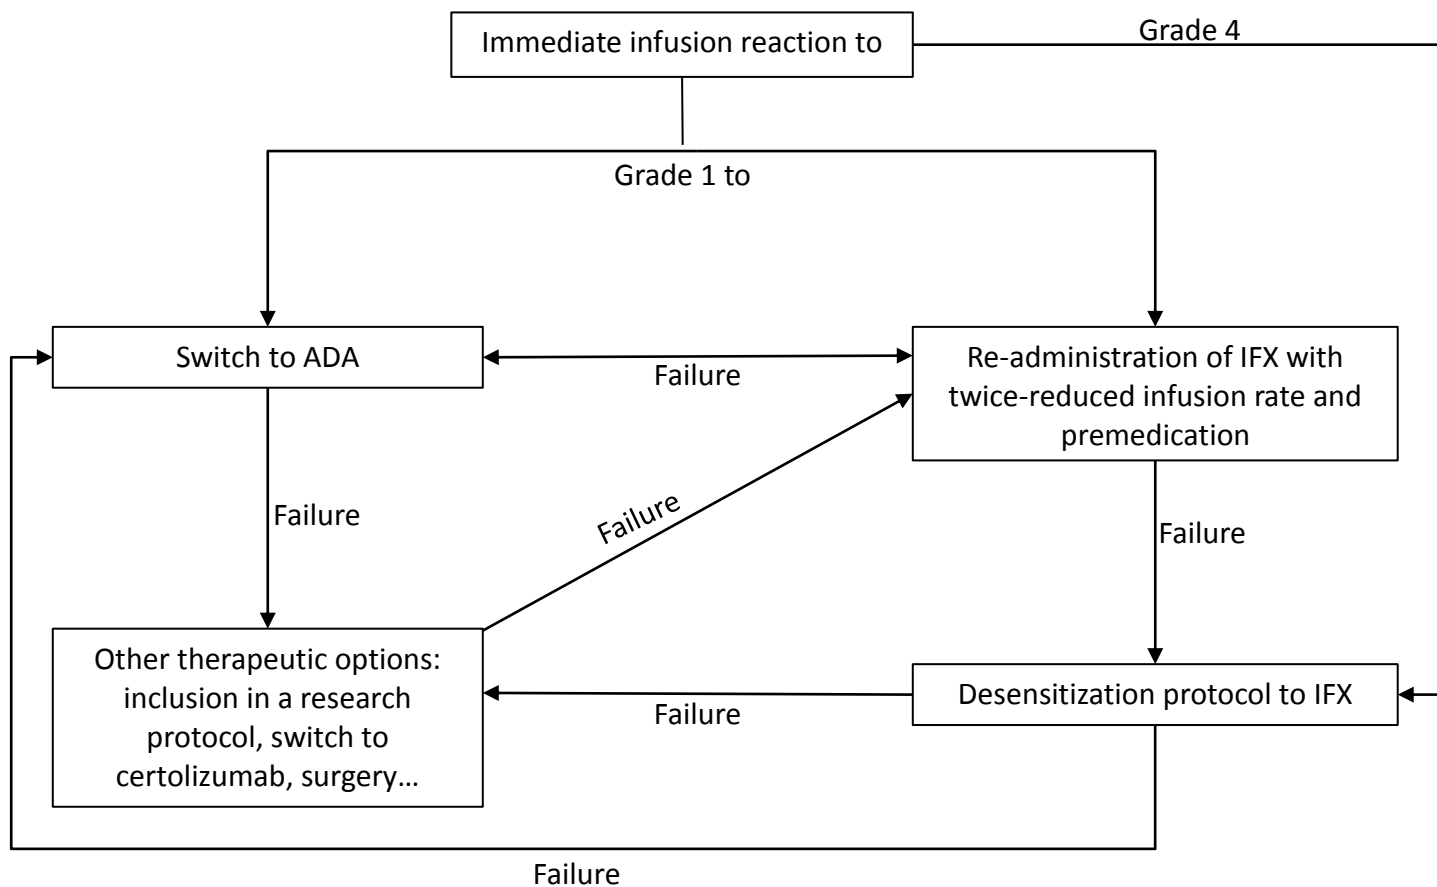 Immediate infusion reaction to
Grade 4
Grade 1 to
Switch to ADA
Failure
Re-administration of IFX with
twice-reduced infusion rate and
premedication
Failure
Failure
Failure
Other therapeutic options:
inclusion in a research
protocol, switch to
certolizumab, surgery...
Failure
Desensitization protocol to IFX
Failure